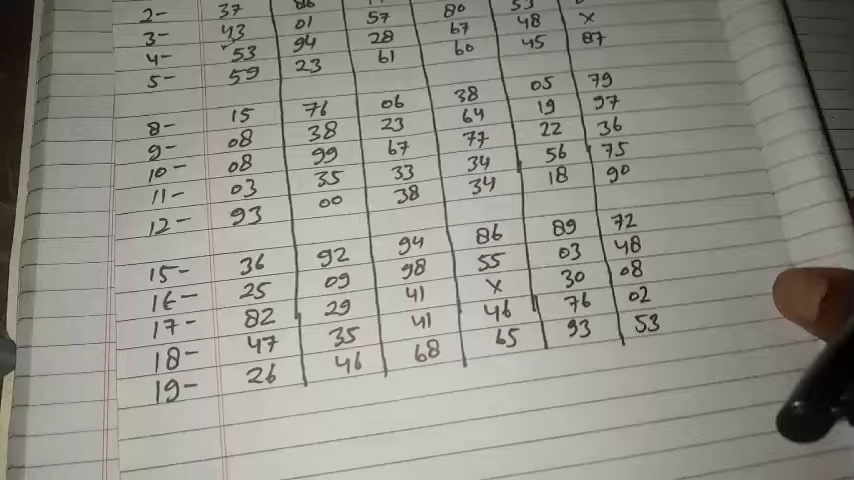 2- 37 86
3- 43 01 57 80 53
4- 53 94 28 67 48 X
5- 59 23 61 60 45 87
8- 15 76 06 38 05 79
9- 08 38 23 64 19 97
10- 08 99 67 77 22 36
11- 03 35 33 34 56 75
12- 93 00 38 34 18 90
15- 36 92 94 86 89 72
16- 25 09 98 55 03 48
17- 82 29 41 X 30 08
18- 47 35 41 46 76 02
19- 26 46 68 65 93 53